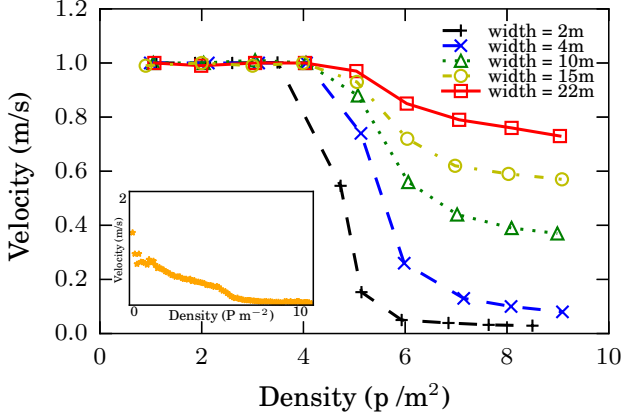 1.2
1.0
0.8
0.6
0.4
0.2
0.0
Velocity (m/s)
width = 2m
width = 4m
width = 10m
width = 15m
width = 22m
2
Velocity (m/s)
0
10
Density (P m−2)
0
2
4
6
8
10
Density (p /m²)